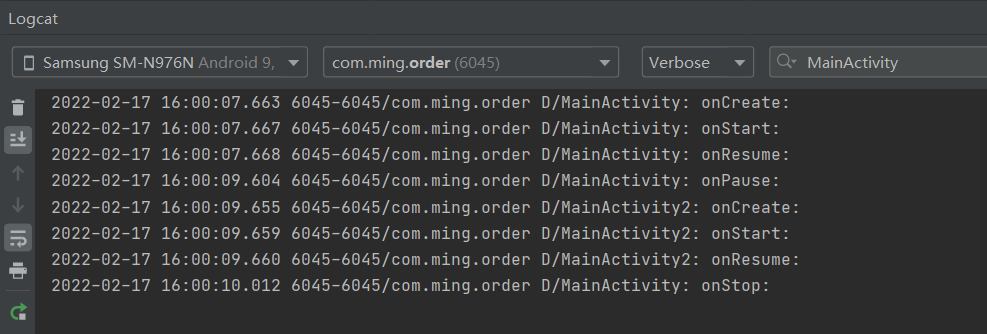 Logcat
Samsung SM-N976N Android 9, com.ming.order (6045) Verbose MainActivity
2022-02-17 16:00:07.663 6045-6045/com.ming.order D/MainActivity: onCreate:
2022-02-17 16:00:07.667 6045-6045/com.ming.order D/MainActivity: onStart:
2022-02-17 16:00:07.668 6045-6045/com.ming.order D/MainActivity: onResume:
2022-02-17 16:00:09.604 6045-6045/com.ming.order D/MainActivity: onPause:
2022-02-17 16:00:09.655 6045-6045/com.ming.order D/MainActivity2: onCreate:
2022-02-17 16:00:09.659 6045-6045/com.ming.order D/MainActivity2: onStart:
2022-02-17 16:00:09.660 6045-6045/com.ming.order D/MainActivity2: onResume:
2022-02-17 16:00:10.012 6045-6045/com.ming.order D/MainActivity: onStop: